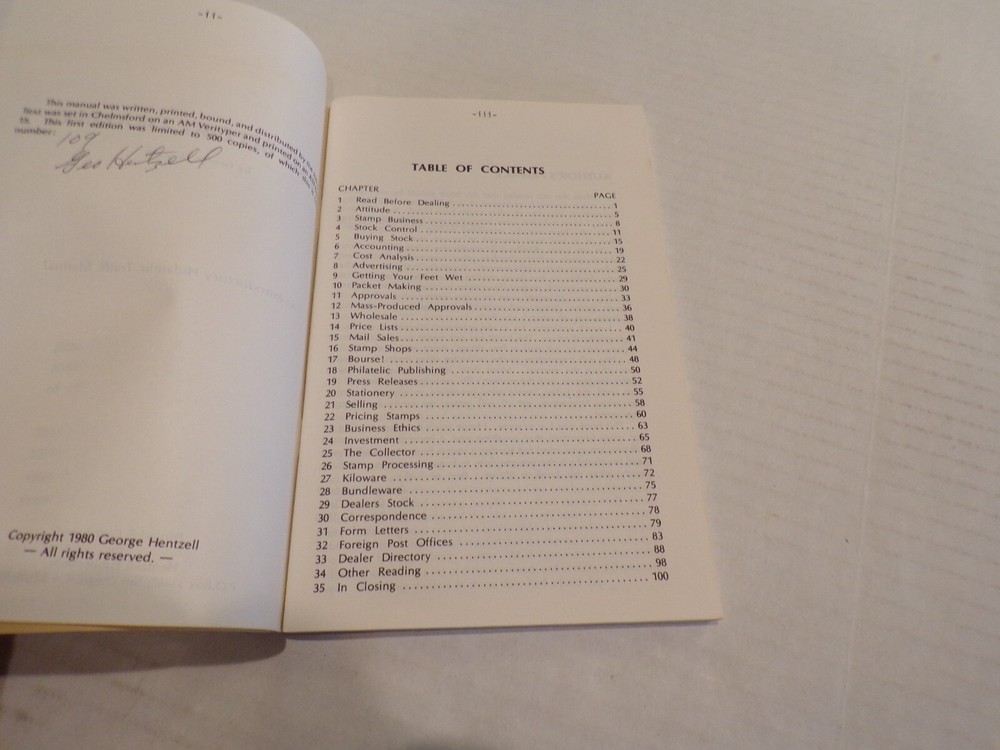 -ii-
This manual was written, printed, bound, and distributed by the
Text was set in Chelmsford on an AM Verityper and printed on an
This first edition was limited to 500 copies, of which this is
number:
109
Geo Hentzell
Copyright 1980 George Hentzell
— All rights reserved. —
-iii-
TABLE OF CONTENTS
CHAPTER PAGE
1 Read Before Dealing 1
2 Attitude 5
3 Stamp Business 8
4 Stock Control 11
5 Buying Stock 15
6 Accounting 19
7 Cost Analysis 22
8 Advertising 25
9 Getting Your Feet Wet 29
10 Packet Making 30
11 Approvals 33
12 Mass-Produced Approvals 36
13 Wholesale 38
14 Price Lists 40
15 Mail Sales 41
16 Stamp Shops 44
17 Bourse! 48
18 Philatelic Publishing 50
19 Press Releases 52
20 Stationery 55
21 Selling 58
22 Pricing Stamps 60
23 Business Ethics 63
24 Investment 65
25 The Collector 68
26 Stamp Processing 71
27 Kiloware 72
28 Bundleware 75
29 Dealers Stock 77
30 Correspondence 78
31 Form Letters 79
32 Foreign Post Offices 83
33 Dealer Directory 88
34 Other Reading 98
35 In Closing 100